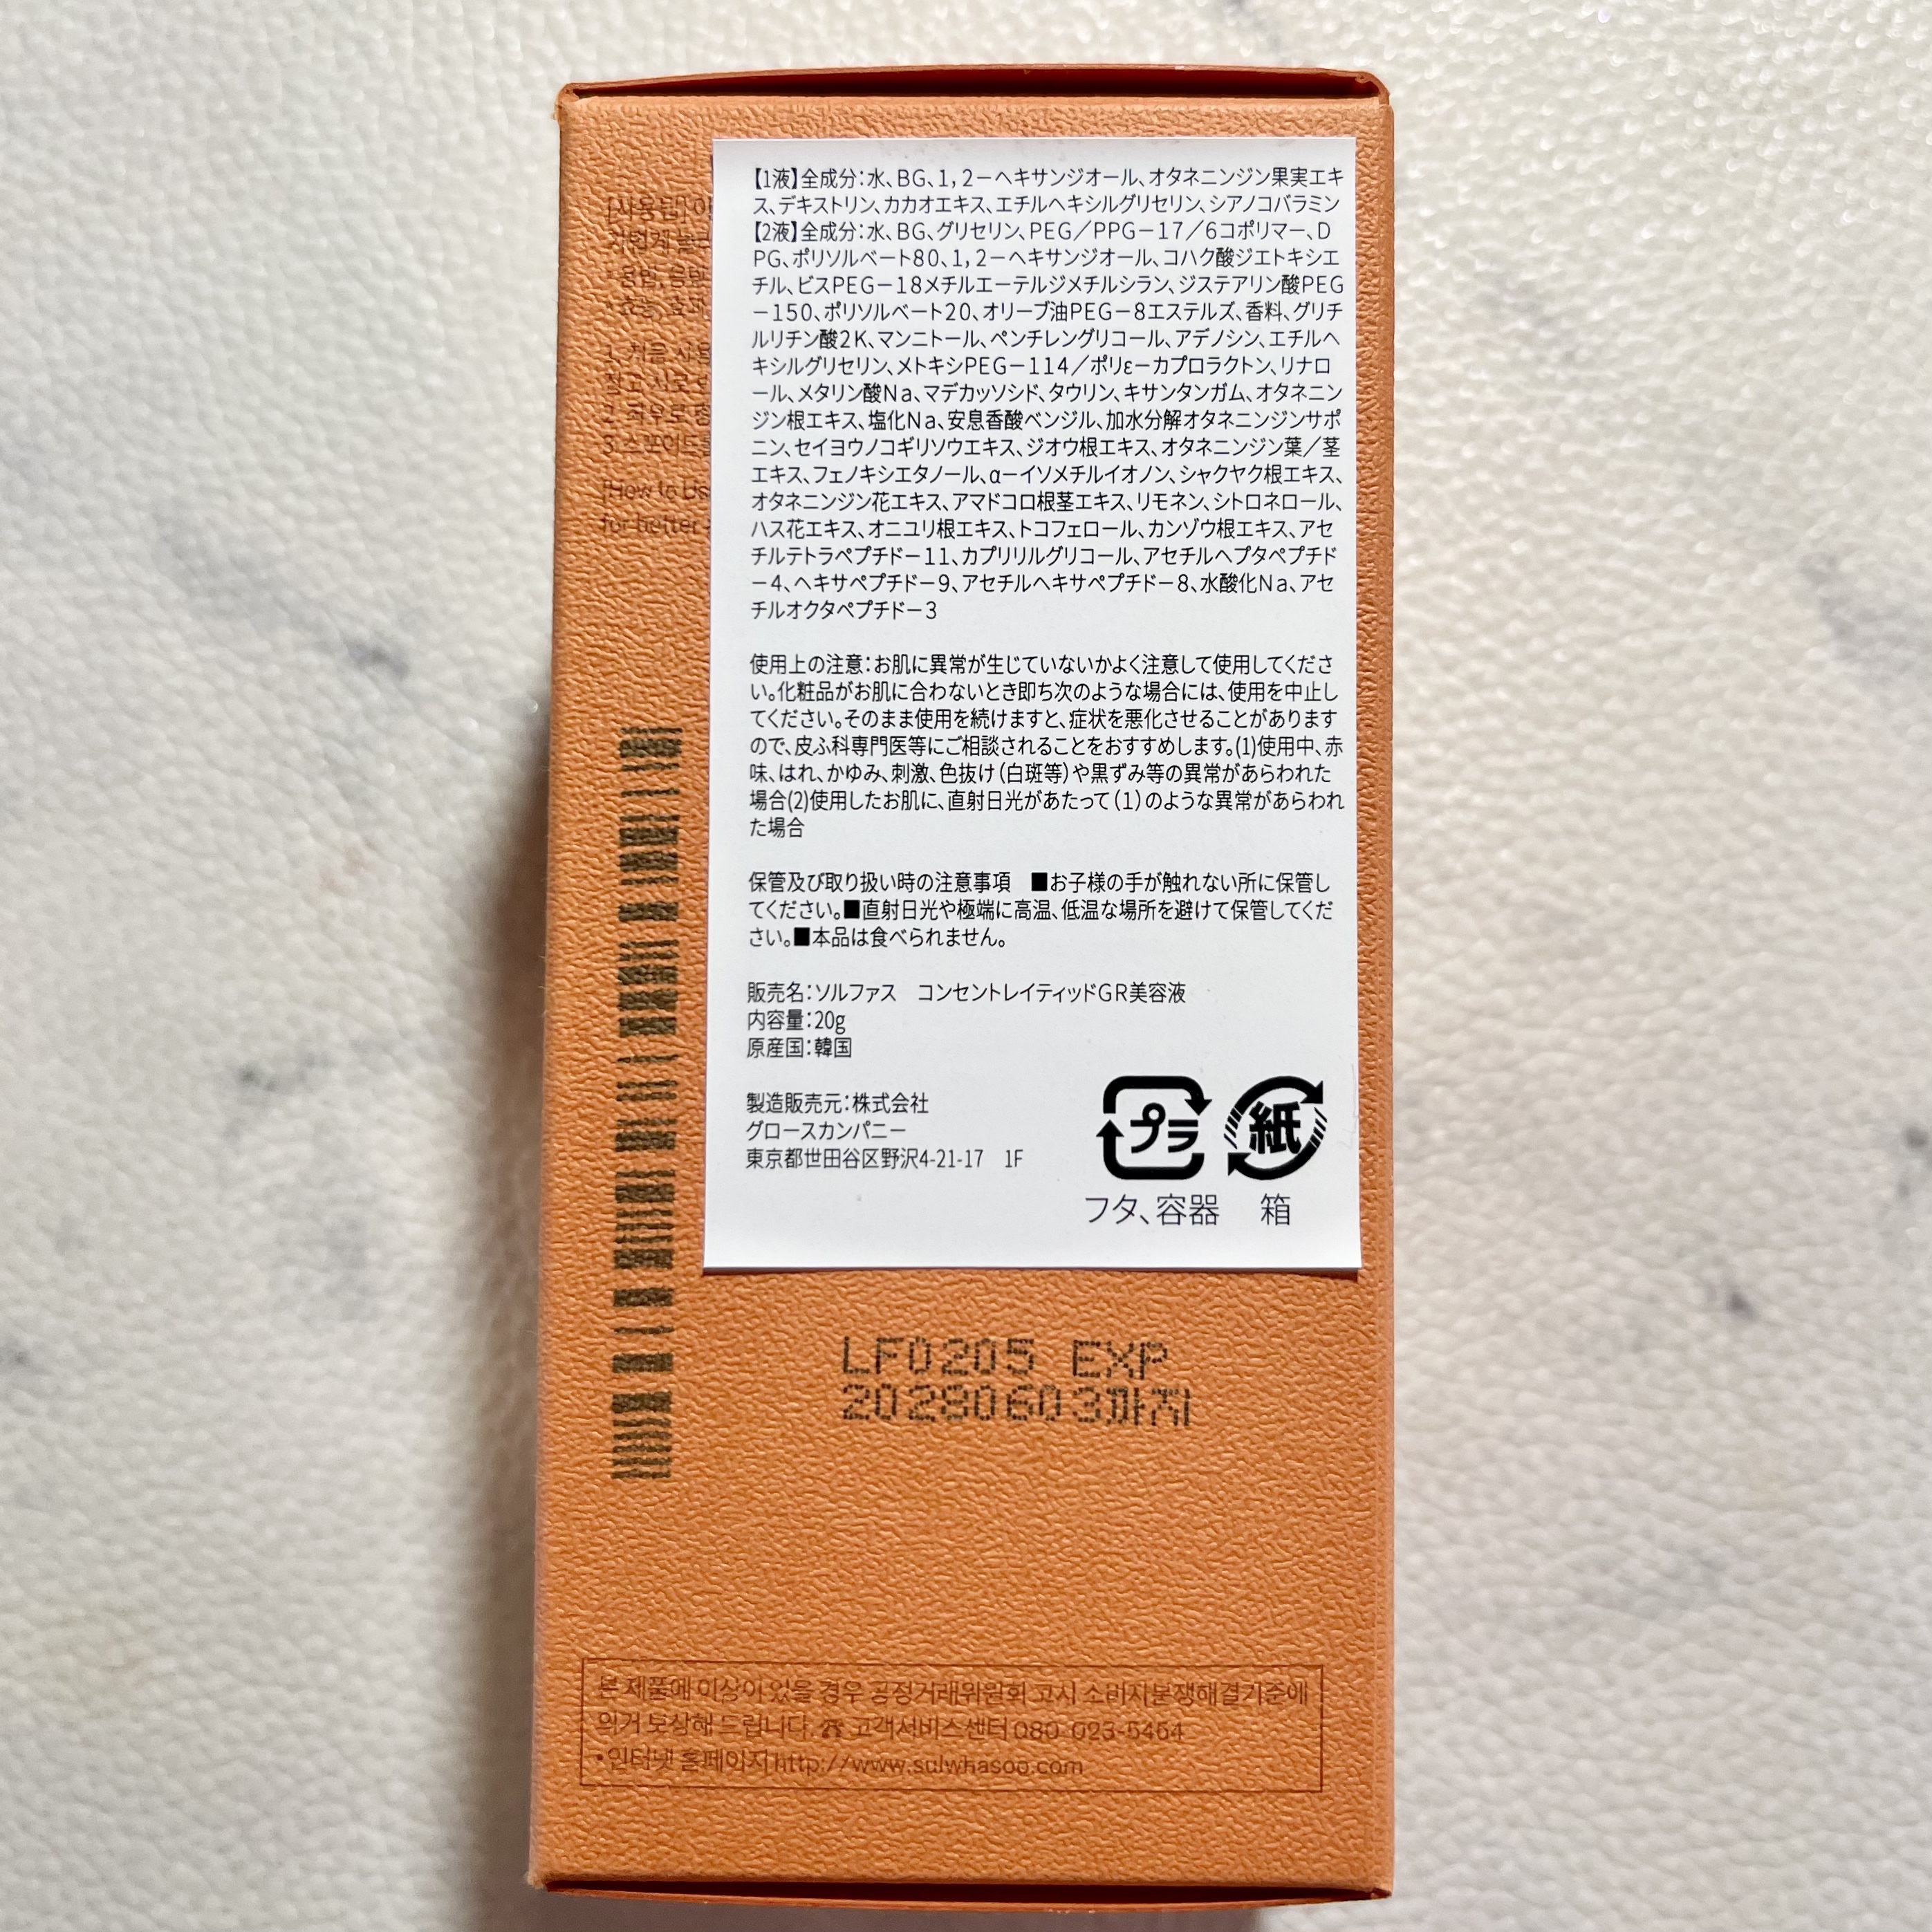 【1液】全成分：水、BG、1，2－ヘキサンジオール、オタネニンジン果実エキ
ス、デキストリン、カカオエキス、エチルヘキシルグリセリン、シアノコバラミン
【2液】全成分：水、BG、グリセリン、PEG／PPG－17／6コポリマー、D
PG、ポリソルベート80、1，2－ヘキサンジオール、コハク酸ジエトキシエ
チル、ビスPEG－18メチルエーテルジメチルシラン、ジステアリン酸PEG
－150、ポリソルベート20、オリーブ油PEG－8エステルズ、香料、グリチ
ルリチン酸2K、マンニトール、ペンチレングリコール、アデノシン、エチルヘ
キシルグリセリン、メトキシPEG－114／ポリε－カプロラクトン、リナロ
ール、メタリン酸Na、マデカッソシド、タウリン、キサンタンガム、オタネニン
ジン根エキス、塩化Na、安息香酸ベンジル、加水分解オタネニンジンサポ
ニン、セイヨウノコギリソウエキス、ジオウ根エキス、オタネニンジン葉／茎
エキス、フェノキシエタノール、α－イソメチルイオノン、シャクヤク根エキス、
オタネニンジン花エキス、アマドコロ根茎エキス、リモネン、シトロネロール、
ハス花エキス、オニユリ根エキス、トコフェロール、カンゾウ根エキス、アセ
チルテトラペプチド－11、カプリリルグリコール、アセチルヘプタペプチド
－4、ヘキサペプチド－9、アセチルヘキサペプチド－8、水酸化Na、アセ
チルオクタペプチド－3
使用上の注意：お肌に異常が生じていないかよく注意して使用してくださ
い。化粧品がお肌に合わないとき即ち次のような場合には、使用を中止し
てください。そのまま使用を続けますと、症状を悪化させることがあります
ので、皮ふ科専門医等にご相談されることをおすすめします。(1)使用中、赤
味、はれ、かゆみ、刺激、色抜け（白斑等）や黒ずみ等の異常があらわれた
場合(2)使用したお肌に、直射日光があたって（1）のような異常があらわれ
た場合
保管及び取り扱い時の注意事項　■お子様の手が触れない所に保管し
てください。■直射日光や極端に高温、低温な場所を避けて保管してくだ
さい。■本品は食べられません。
販売名：ソルファス　コンセントレイティッドGR美容液
内容量：20g
原産国：韓国
製造販売元：株式会社
グロースカンパニー
東京都世田谷区野沢4-21-17　1F
プラ 紙
フタ、容器 箱
[사용법]
1. 처음
2. 좌우로
3. 스포이드
[How to Us
for better
LF0205 EXP
20280603까지
본 제품에 이상이 있을 경우 공정거래위원회 고시 소비자분쟁해결기준에
의거 보상해 드립니다. ☎ 고객서비스센터 080-023-5454
•인터넷 홈페이지 http://www.sulwhasoo.com